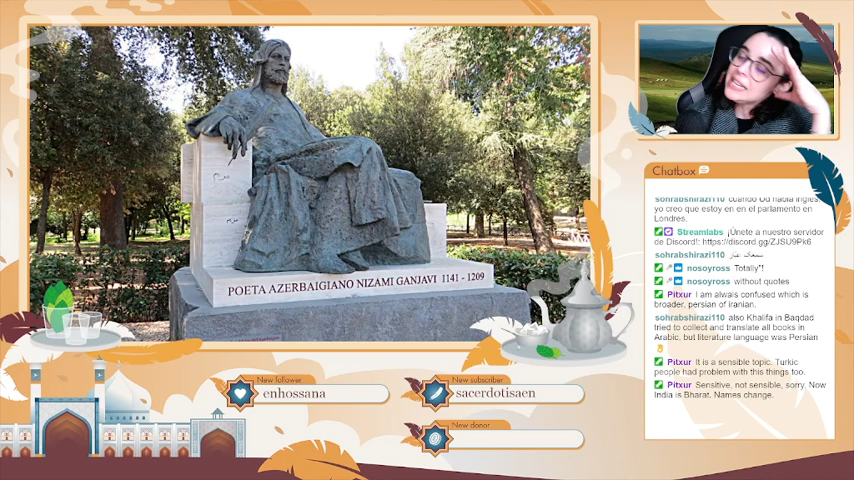 POETA AZERBAIGIANO NIZAMI GANJAVI 1141 - 1209
New follower
enhossana
New subscriber
sacerdotisaen
New donor
Chatbox
sohrabshirazi110 cuando Ud habla ingles,
yo creo que estoy en en el parlamento en
Londres.
Streamlabs ¡Únete a nuestro servidor
de Discord!: https://discord.gg/ZJSU9Pk6
sohrabshirazi110
nosoyross Totally*!
nosoyross without quotes
Pitxur I am alwais confused which is
broader, persian of iranian.
sohrabshirazi110 also Khalifa in Baqdad
tried to collect and translate all books in
Arabic, but literature language was Persian
Pitxur It is a sensible topic. Turkic
people had problem with this things too.
Pitxur Sensitive, not sensible, sorry. Now
India is Bharat. Names change.